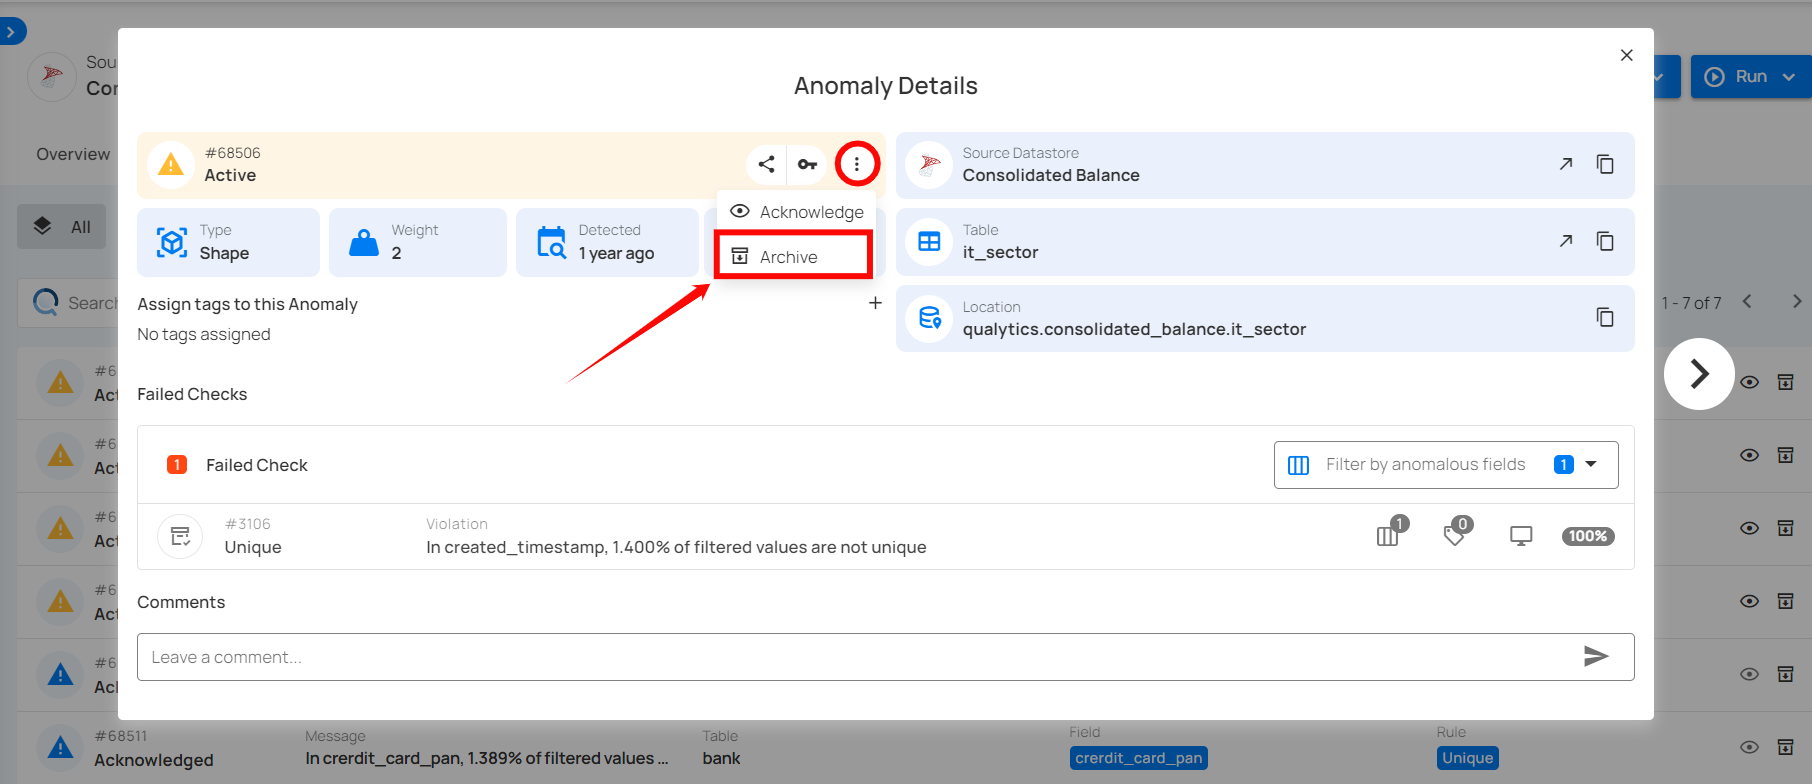 Sou
Con
Run
Overview
All
Search
1 - 7 of 7
Anomaly Details
#68506
Active
Acknowledge
Archive
Type
Shape
Weight
2
Detected
1 year ago
Source Datastore
Consolidated Balance
Table
it_sector
Location
qualytics.consolidated_balance.it_sector
Assign tags to this Anomaly
No tags assigned
Failed Checks
1 Failed Check
Filter by anomalous fields 1
#3106
Unique
Violation
In created_timestamp, 1.400% of filtered values are not unique
1
0
100%
Comments
Leave a comment...
#6
Act
#6
Act
#6
Act
#6
Act
#6
Ack
#68511
Acknowledged
Message
In crerdit_card_pan, 1.389% of filtered values ...
Table
bank
Field
crerdit_card_pan
Rule
Unique